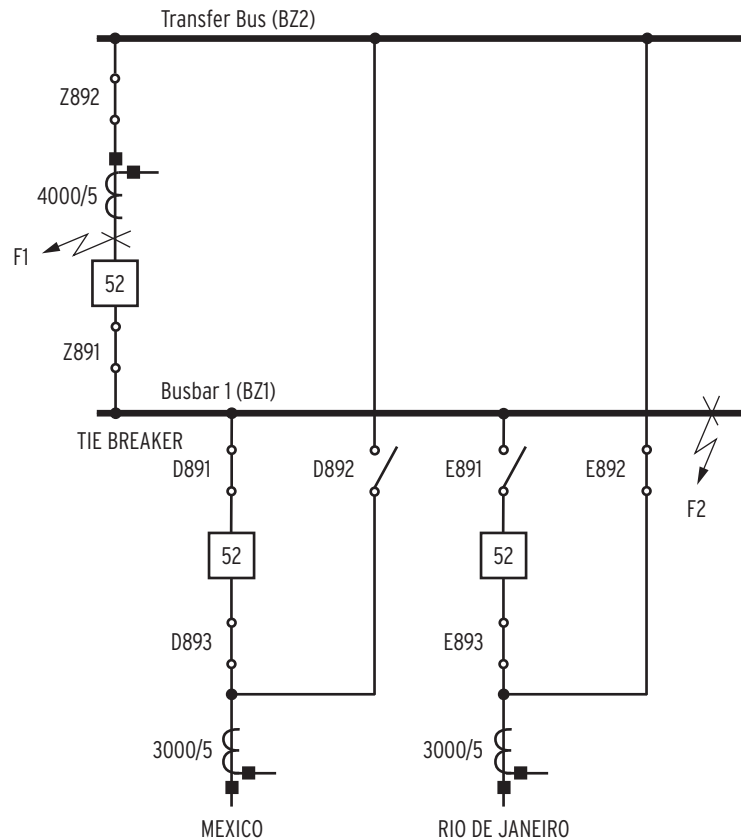 Transfer Bus (BZ2)
Z892
4000/5
F1
52
Z891
Busbar 1 (BZ1)
TIE BREAKER
D891
D892
E891
E892
F2
52
52
D893
E893
3000/5
3000/5
MEXICO
RIO DE JANEIRO